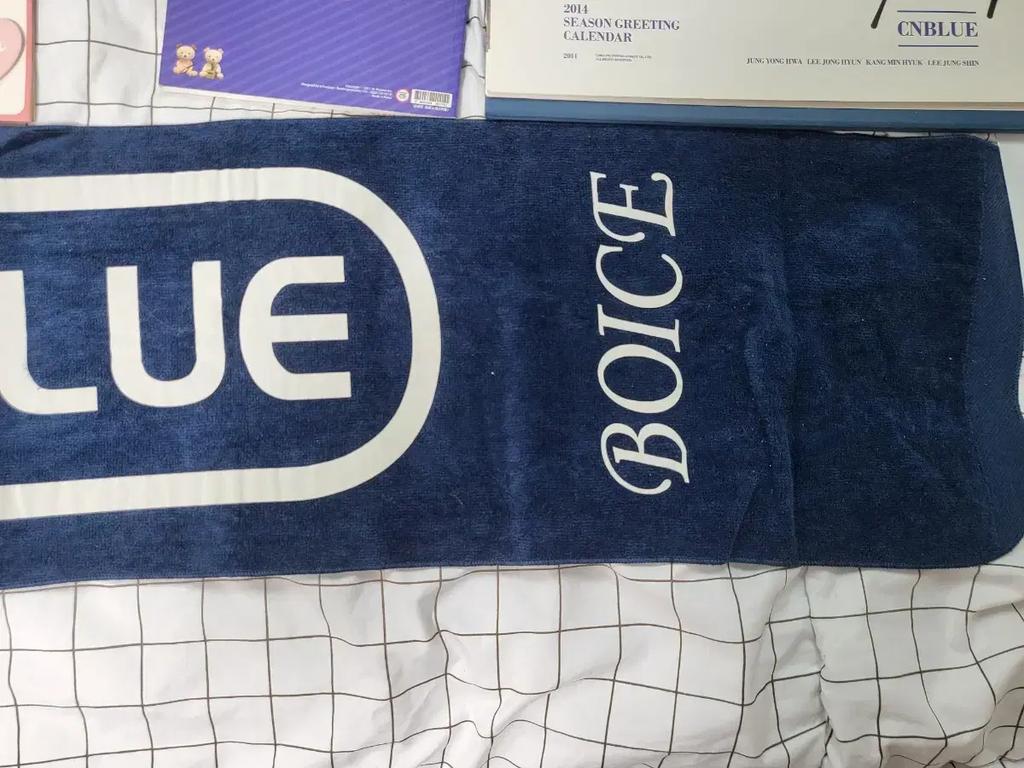 2014
SEASON GREETING
CALENDAR
2014
CNBLUE
JUNG YONG HWA LEE JONG HYUN KANG MIN HYUK LEE JUNG SHIN
LUE
BOICE